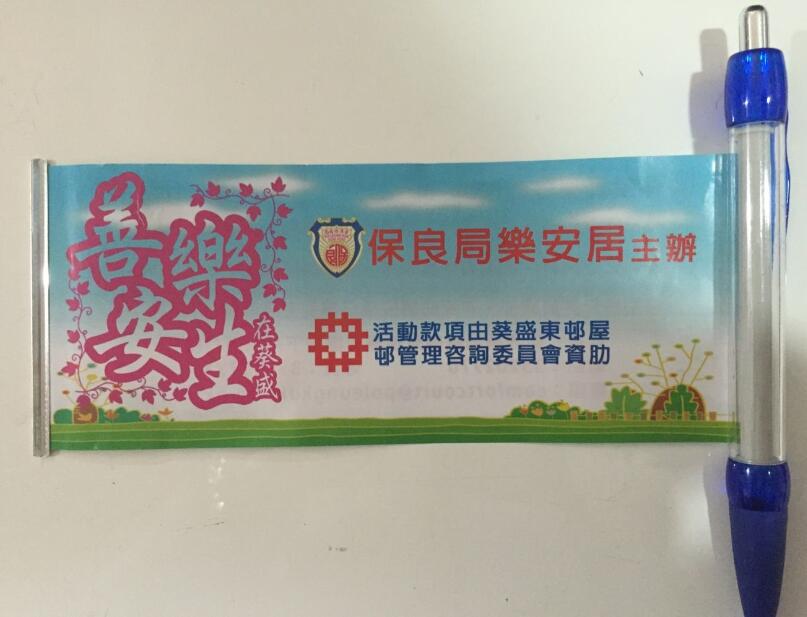 善樂
安生
在葵盛
保良局樂安居主辦
活動款項由葵盛東邨屋
邨管理咨詢委員會資助